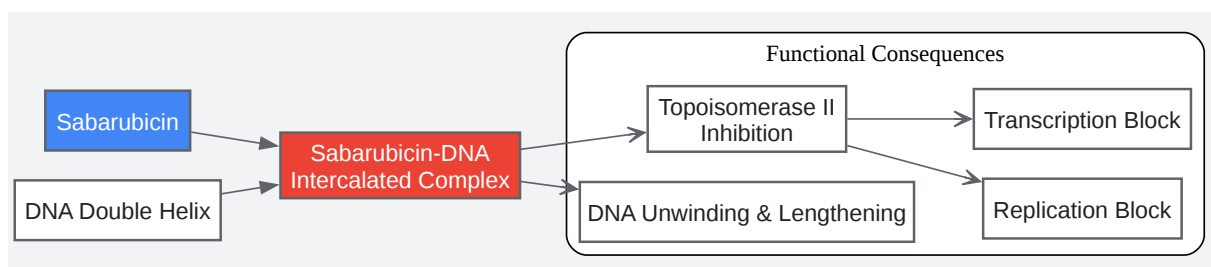 Functional Consequences
Sabarubicin
DNA Double Helix
Sabarubicin-DNA
Intercalated Complex
Topoisomerase II
Inhibition
DNA Unwinding & Lengthening
Transcription Block
Replication Block